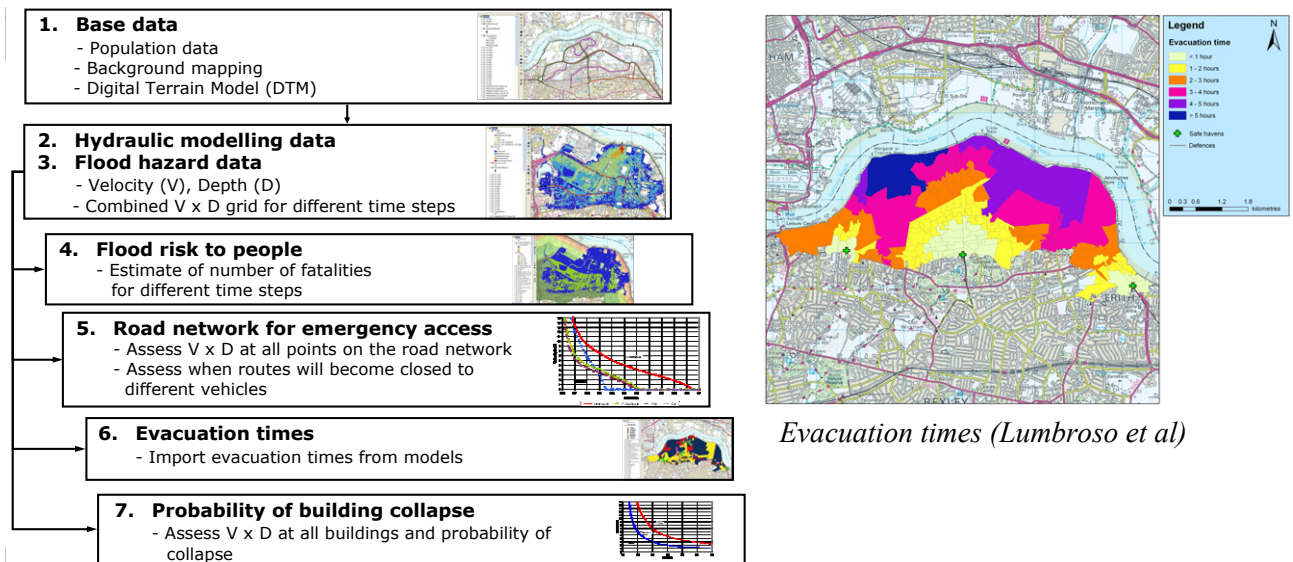 1. Base data
- Population data
- Background mapping
- Digital Terrain Model (DTM)
2. Hydraulic modelling data
3. Flood hazard data
- Velocity (V), Depth (D)
- Combined V x D grid for different time steps
4. Flood risk to people
- Estimate of number of fatalities
for different time steps
5. Road network for emergency access
- Assess V x D at all points on the road network
- Assess when routes will become closed to
different vehicles
6. Evacuation times
- Import evacuation times from models
7. Probability of building collapse
- Assess V x D at all buildings and probability of
collapse
Legend
N
Evacuation time
< 1 hour
1 - 2 hours
2 - 3 hours
3 - 4 hours
4 - 5 hours
> 5 hours
Safe havens
Defences
0 0.3 0.6 1.2 1.8
kilometres
HAM
ERITH
BEXLEY
Evacuation times (Lumbroso et al)